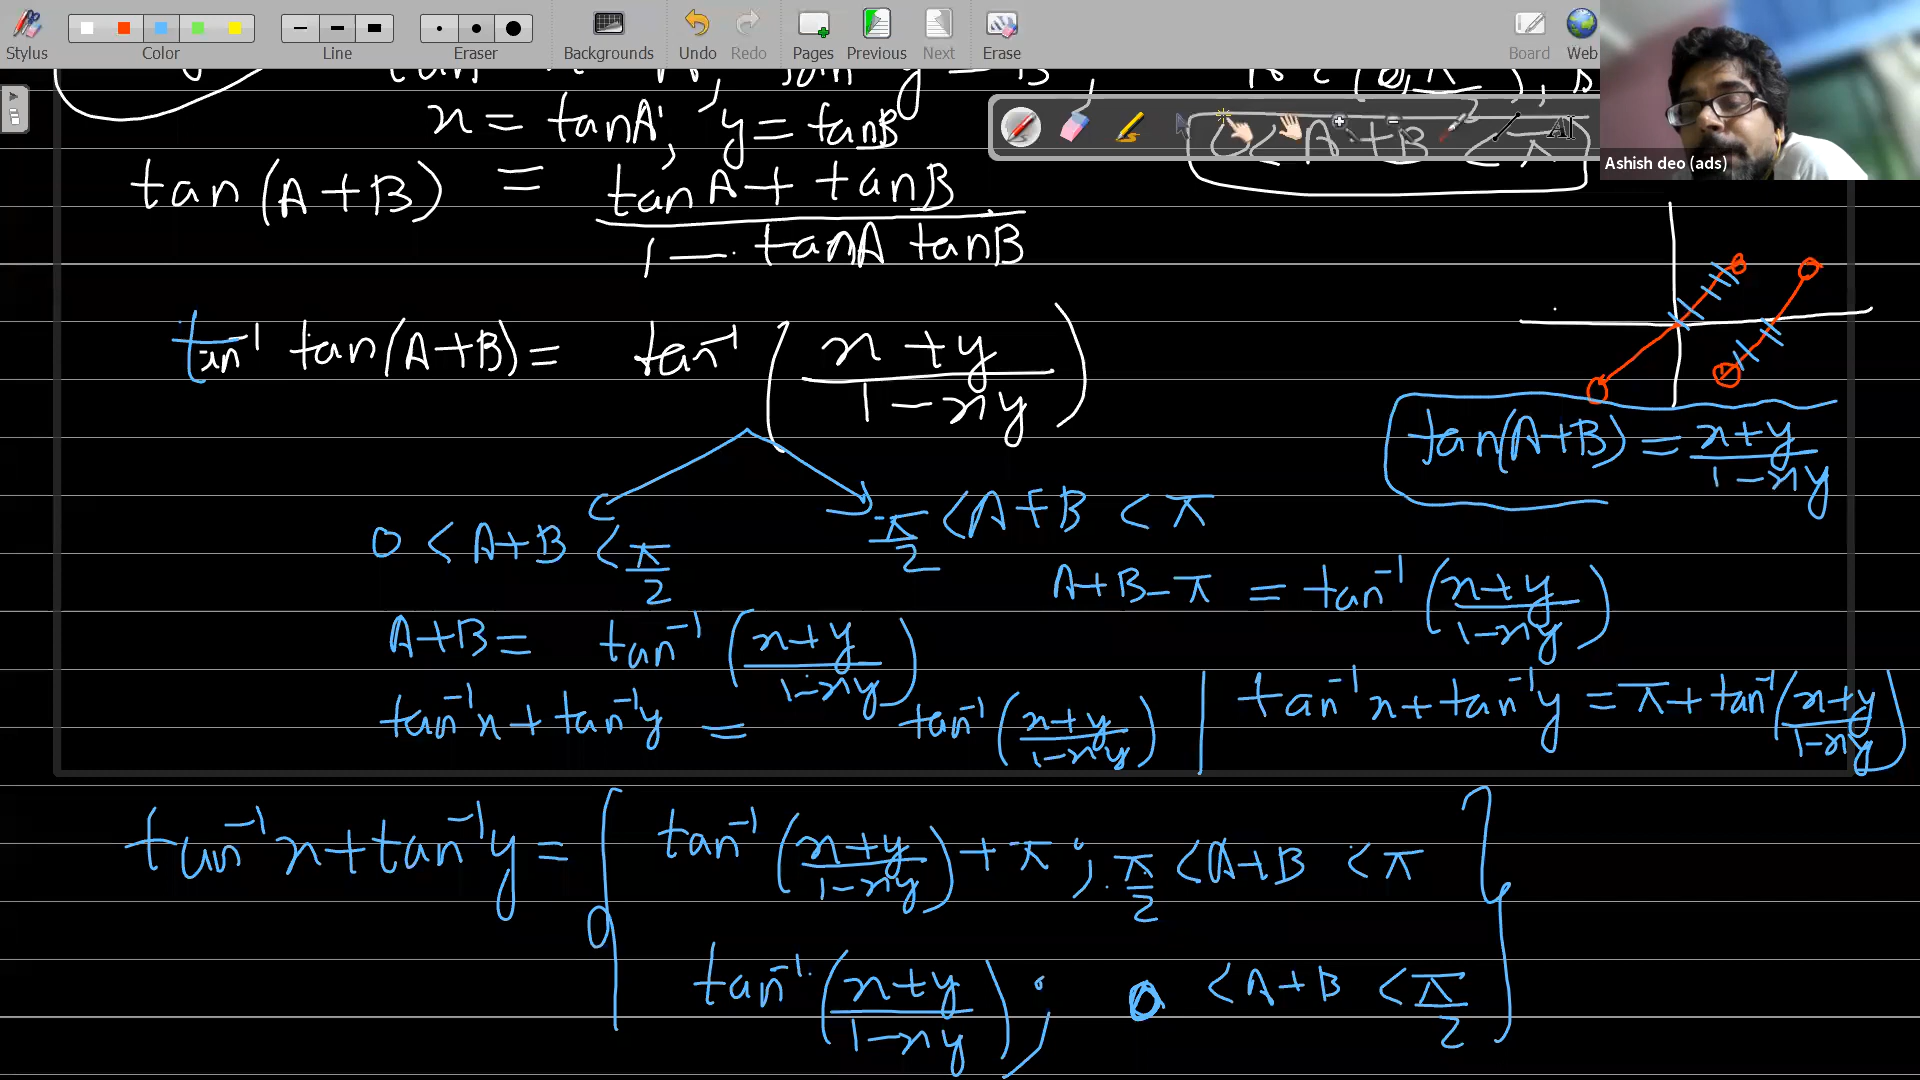 Stylus Color Line Eraser Backgrounds Undo Redo Pages Previous Next Erase Board Web
Ashish deo (ads)
x = tanA, y = tanB
0 < A+B < π
tan(A+B) = (tanA + tanB)/(1 - tanA tanB)
tan⁻¹ tan(A+B) = tan⁻¹ ((x+y)/(1-xy))
tan(A+B) = (x+y)/(1-xy)
0 < A+B < π/2
π/2 < A+B < π
A+B-π = tan⁻¹ ((x+y)/(1-xy))
A+B = tan⁻¹ ((x+y)/(1-xy))
tan⁻¹x + tan⁻¹y = tan⁻¹ ((x+y)/(1-xy)) | tan⁻¹x + tan⁻¹y = π + tan⁻¹ ((x+y)/(1-xy))
tan⁻¹x + tan⁻¹y = { tan⁻¹ ((x+y)/(1-xy)) + π ; π/2 < A+B < π
tan⁻¹ ((x+y)/(1-xy)) ; 0 < A+B < π/2 }